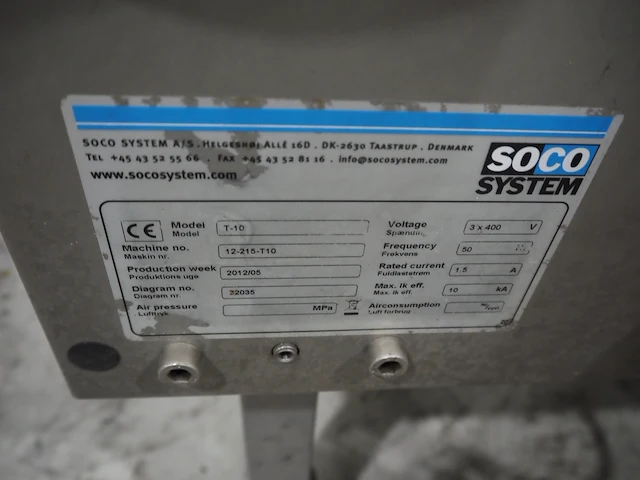 SOCO SYSTEM A/S . HELGESHØJ ALLÉ 16D . DK-2630 TAASTRUP . DENMARK
TEL +45 43 52 55 66 . FAX +45 43 52 81 16 . info@socosystem.com
www.socosystem.com
SOCO
SYSTEM
CE Model T-10
Model
Machine no. 12-215-T10
Maskin nr.
Production week 2012/05
Produktions uge
Diagram no. 32035
Diagram nr.
Air pressure MPa
Lufttryk
Voltage 3 x 400 V
Spænding
Frequency 50
Frekvens
Rated current 1.5 A
Fuldlaststrøm
Max. Ik eff. 10 kA
Max. Ik eff.
Airconsumption
Luft forbrug